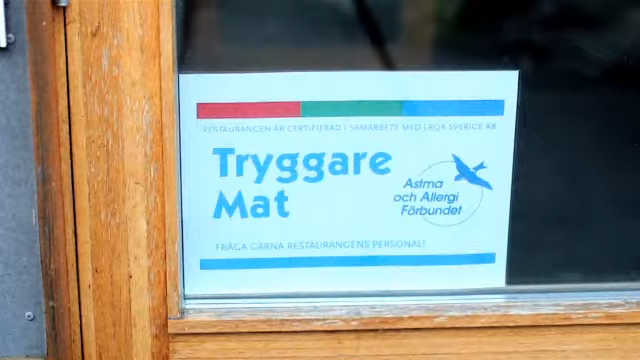 RESTAURANGEN ÄR CERTIFIERAD I SAMARBETE MED LRQA SVERIGE AB
Tryggare
Mat
Astma
och Allergi
Förbundet
FRÅGA GÄRNA RESTAURANGENS PERSONAL!